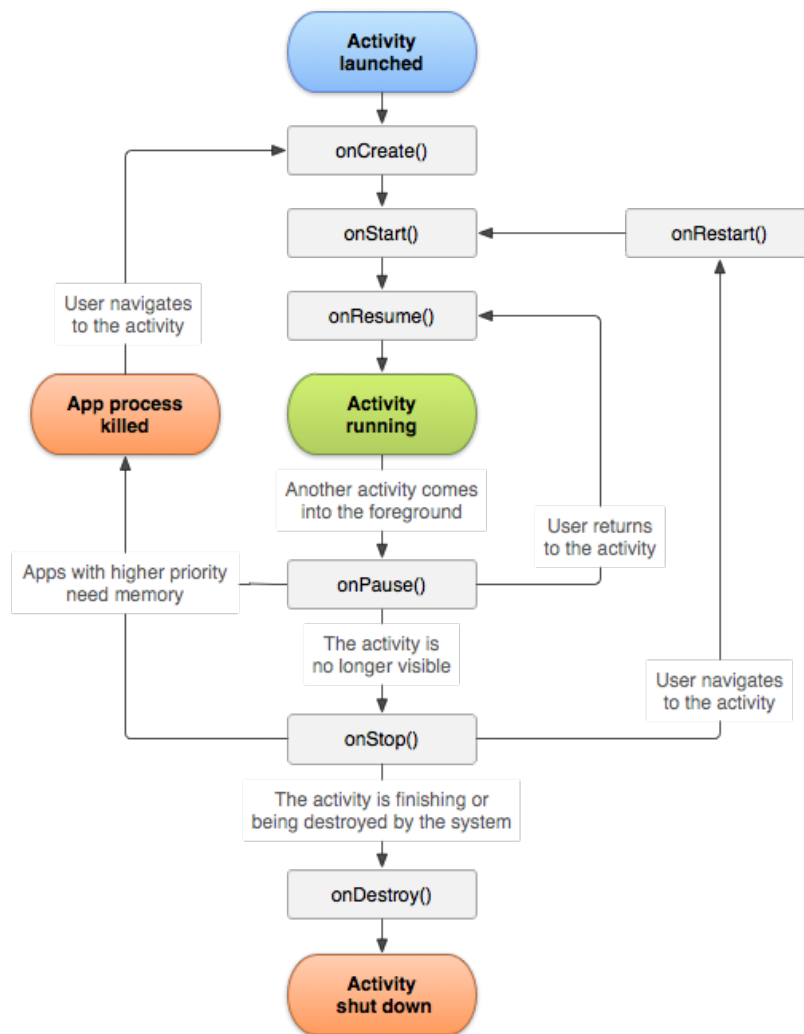 Activity
launched
onCreate()
onStart()
onRestart()
User navigates
to the activity
onResume()
App process
killed
Activity
running
Another activity comes
into the foreground
User returns
to the activity
Apps with higher priority
need memory
onPause()
The activity is
no longer visible
User navigates
to the activity
onStop()
The activity is finishing or
being destroyed by the system
onDestroy()
Activity
shut down